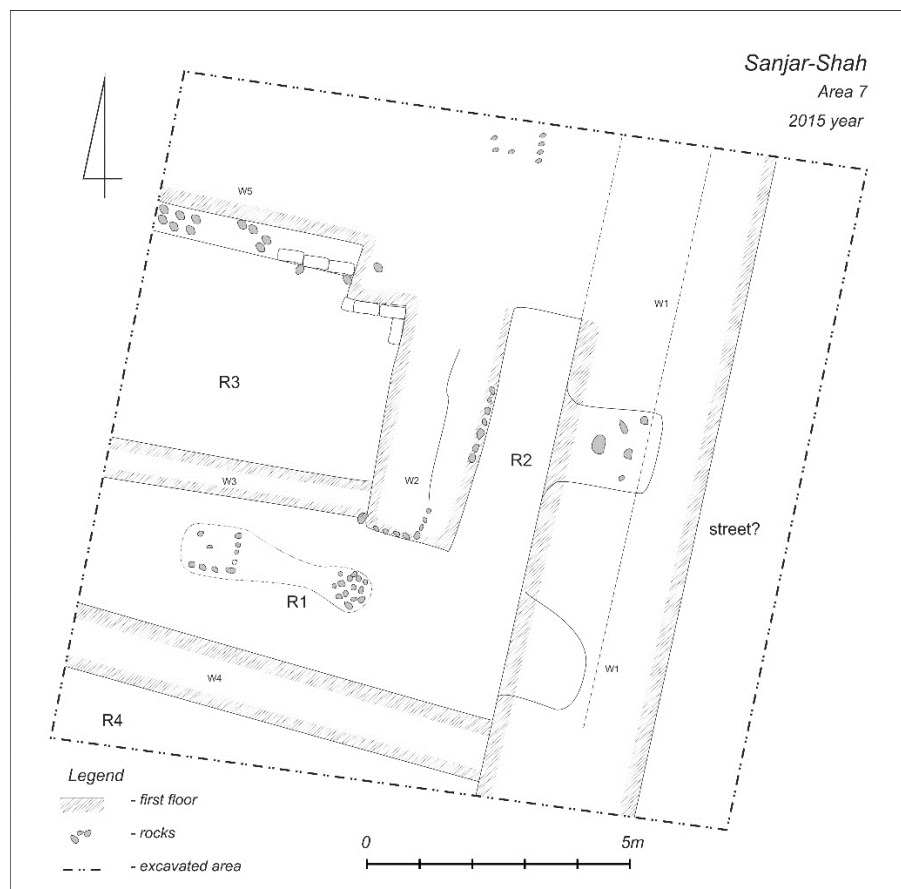 Sanjar-Shah
Area 7
2015 year
W5
W1
R3
R2
W3
W2
street?
R1
W1
W4
R4
Legend
- first floor
- rocks
- excavated area
0 5m